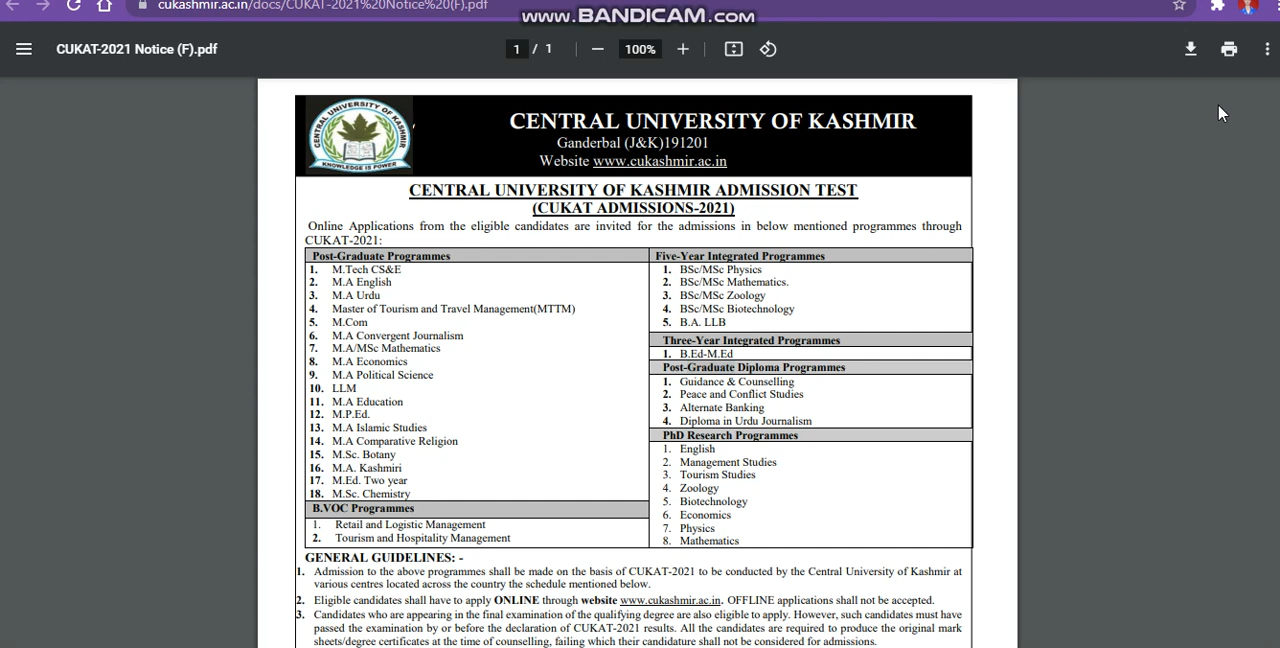 cukashmir.ac.in/docs/CUKAT-2021%20Notice%20(F).pdf
www.BANDICAM.com
CUKAT-2021 Notice (F).pdf
1 / 1
100%
CENTRAL UNIVERSITY OF KASHMIR
KNOWLEDGE IS POWER
CENTRAL UNIVERSITY OF KASHMIR
Ganderbal (J&K)191201
Website www.cukashmir.ac.in
CENTRAL UNIVERSITY OF KASHMIR ADMISSION TEST
(CUKAT ADMISSIONS-2021)
Online Applications from the eligible candidates are invited for the admissions in below mentioned programmes through
CUKAT-2021:
Post-Graduate Programmes
1. M.Tech CS&E
2. M.A English
3. M.A Urdu
4. Master of Tourism and Travel Management(MTTM)
5. M.Com
6. M.A Convergent Journalism
7. M.A/MSc Mathematics
8. M.A Economics
9. M.A Political Science
10. LLM
11. M.A Education
12. M.P.Ed.
13. M.A Islamic Studies
14. M.A Comparative Religion
15. M.Sc. Botany
16. M.A. Kashmiri
17. M.Ed. Two year
18. M.Sc. Chemistry
B.VOC Programmes
1. Retail and Logistic Management
2. Tourism and Hospitality Management
Five-Year Integrated Programmes
1. BSc/MSc Physics
2. BSc/MSc Mathematics.
3. BSc/MSc Zoology
4. BSc/MSc Biotechnology
5. B.A. LLB
Three-Year Integrated Programmes
1. B.Ed-M.Ed
Post-Graduate Diploma Programmes
1. Guidance & Counselling
2. Peace and Conflict Studies
3. Alternate Banking
4. Diploma in Urdu Journalism
PhD Research Programmes
1. English
2. Management Studies
3. Tourism Studies
4. Zoology
5. Biotechnology
6. Economics
7. Physics
8. Mathematics
GENERAL GUIDELINES: -
1. Admission to the above programmes shall be made on the basis of CUKAT-2021 to be conducted by the Central University of Kashmir at
various centres located across the country the schedule mentioned below.
2. Eligible candidates shall have to apply ONLINE through website www.cukashmir.ac.in. OFFLINE applications shall not be accepted.
3. Candidates who are appearing in the final examination of the qualifying degree are also eligible to apply. However, such candidates must have
passed the examination by or before the declaration of CUKAT-2021 results. All the candidates are required to produce the original mark
sheets/degree certificates at the time of counselling, failing which their candidature shall not be considered for admissions.